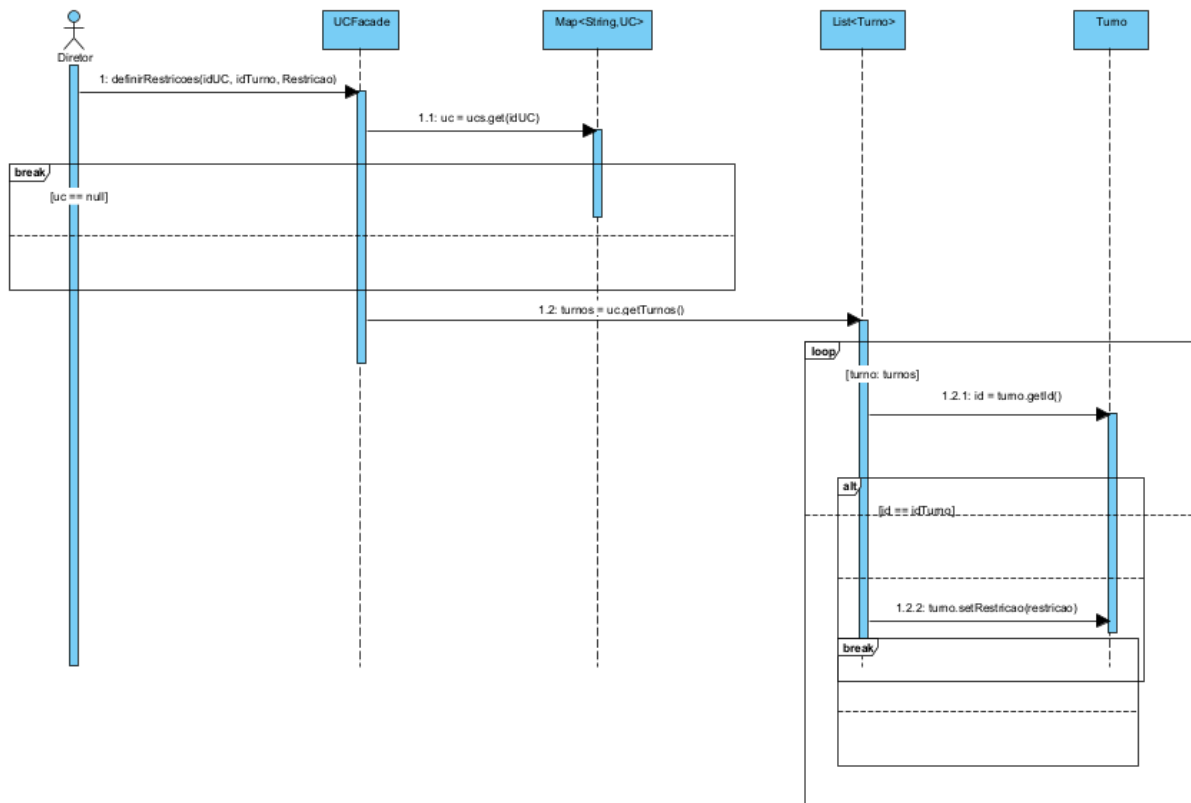 UCFacade
Map<String,UC>
List<Turno>
Turno
Diretor
1: definirRestricoes(idUC, idTurno, Restricao)
1.1: uc = ucs.get(idUC)
break
[uc == null]
1.2: turnos = uc.getTurnos()
loop
[turno: turnos]
1.2.1: id = turno.getId()
alt
[id == idTurno]
1.2.2: turno.setRestricao(restricao)
break